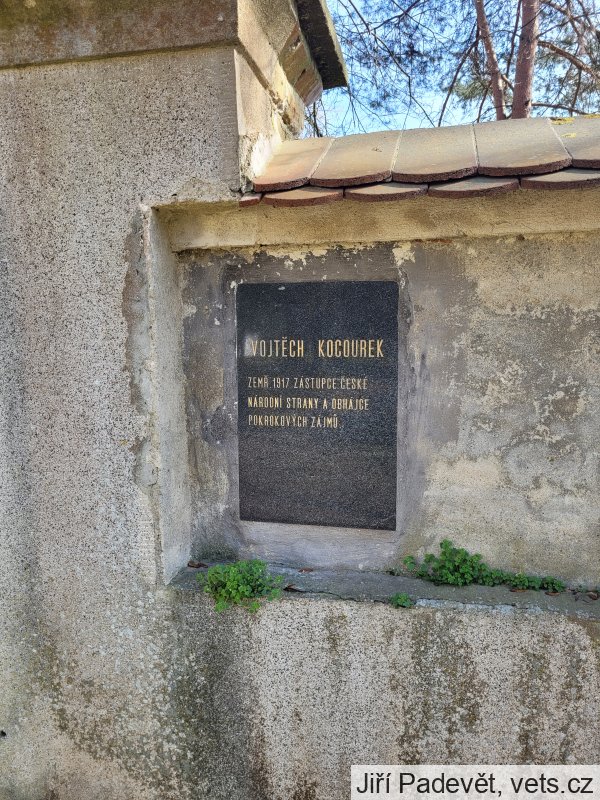 VOJTĚCH KOCOUREK
ZEMŘ. 1917 ZÁSTUPCE ČESKÉ
NÁRODNÍ STRANY A OBHÁJCE
POKROKOVÝCH ZÁJMŮ
Jiří Padevět, vets.cz